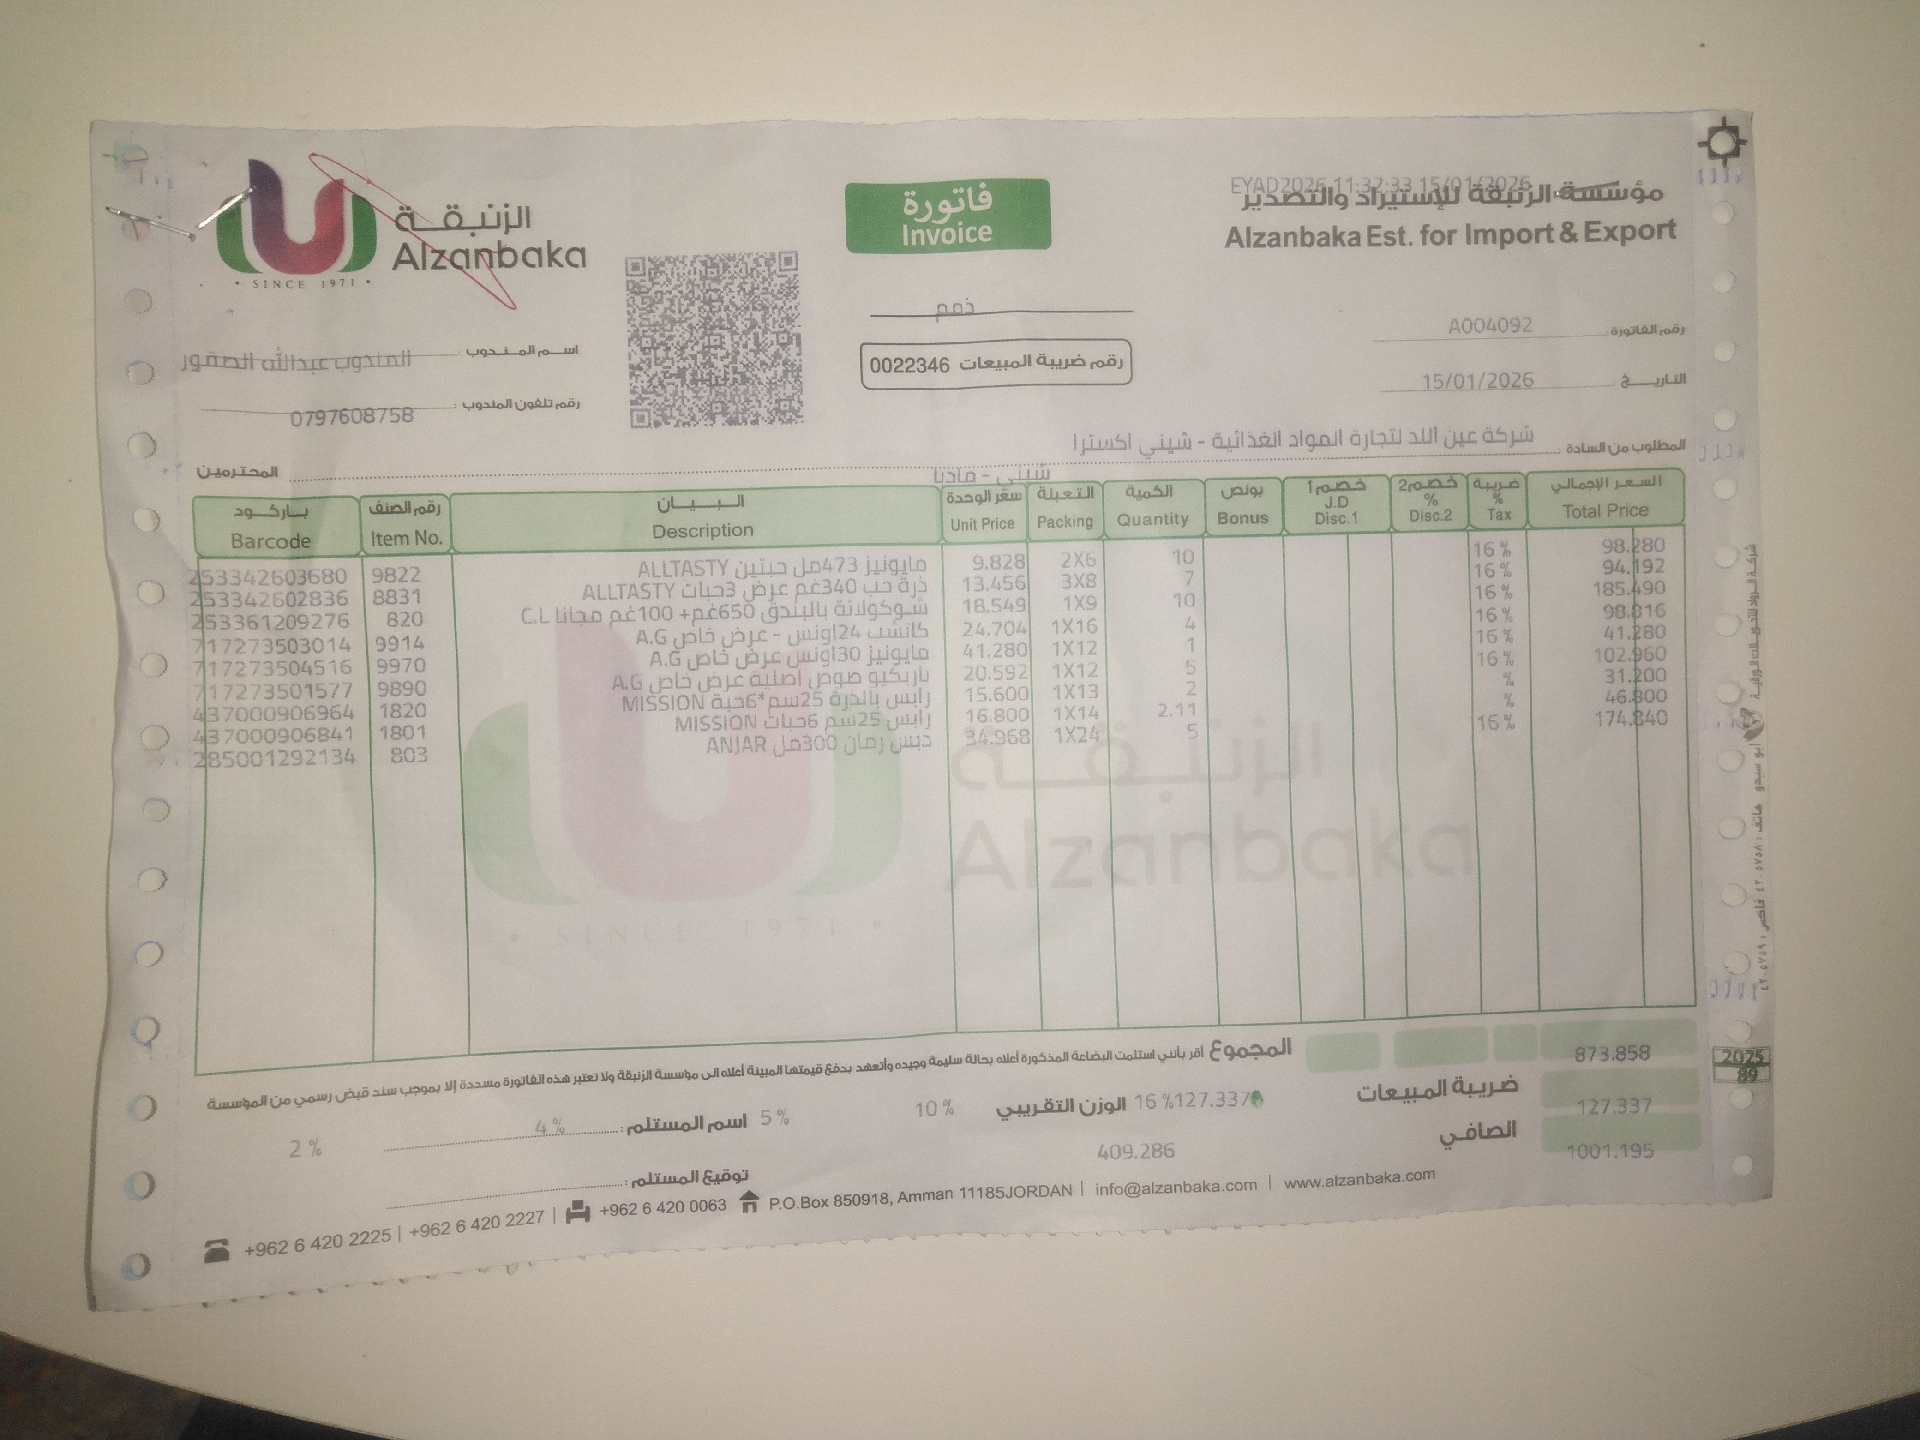 EYAD2026 11:32:33 15/01/2026
مؤسسة الزنبقة للإستيراد والتصدير
Alzanbaka Est. for Import & Export
فاتورة
Invoice
الزنبقة
Alzanbaka
• SINCE 1971 •
ذمم
رقم ضريبة المبيعات 0022346
رقم الفاتورة A004092
التاريخ 15/01/2026
اسم المندوب المندوب عبدالله الصقور
رقم تلفون المندوب : 0797608758
المطلوب من السادة شركة عين اللد لتجارة المواد الغذائية - شيني اكسترا
شيني - مادبا المحترمين
باركود رقم الصنف البيان سعر الوحدة التعبئة الكمية بونص خصم1 خصم2 ضريبة السعر الإجمالي
Barcode Item No. Description Unit Price Packing Quantity Bonus J.D Disc.1 % Disc.2 % Tax Total Price
253342603680 9822 مايونيز 473مل حبتين ALLTASTY 9.828 2X6 10 16 % 98.280
253342602836 8831 ذرة حب 340غم عرض 3حبات ALLTASTY 13.456 3X8 7 16 % 94.192
253361209276 820 شوكولاتة بالبندق 650غم+ 100غم مجانا C.L 18.549 1X9 10 16 % 185.490
717273503014 9914 كاتشب 24اونس - عرض خاص A.G 24.704 1X16 4 16 % 98.816
717273504516 9970 مايونيز 30اونس عرض خاص A.G 41.280 1X12 1 16 % 41.280
717273501577 9890 باربكيو صوص اصلية عرض خاص A.G 20.592 1X12 5 16 % 102.960
437000906964 1820 رابس بالذرة 25سم*6حبة MISSION 15.600 1X13 2 % 31.200
437000906841 1801 رابس 25سم 6حبات MISSION 16.800 1X14 2.11 % 46.800
285001292134 803 دبس رمان 300مل ANJAR 34.968 1X24 5 16 % 174.840
الزنبقة
Alzanbaka
• SINCE 1971 •
المجموع 873.858
أقر بأنني استلمت البضاعة المذكورة أعلاه بحالة سليمة وجيده وأتعهد بدفع قيمتها المبينة أعلاه الى مؤسسة الزنبقة ولا تعتبر هذه الفاتورة مسددة إلا بموجب سند قبض رسمي من المؤسسة
ضريبة المبيعات 127.337
16 %127.337 الوزن التقريبي 10 % 5 % اسم المستلم : 4 % 2 %
الصافي 1001.195
409.286
توقيع المستلم :
+962 6 420 2225 | +962 6 420 2227 | +962 6 420 0063 P.O.Box 850918, Amman 11185JORDAN | info@alzanbaka.com | www.alzanbaka.com
2025
89